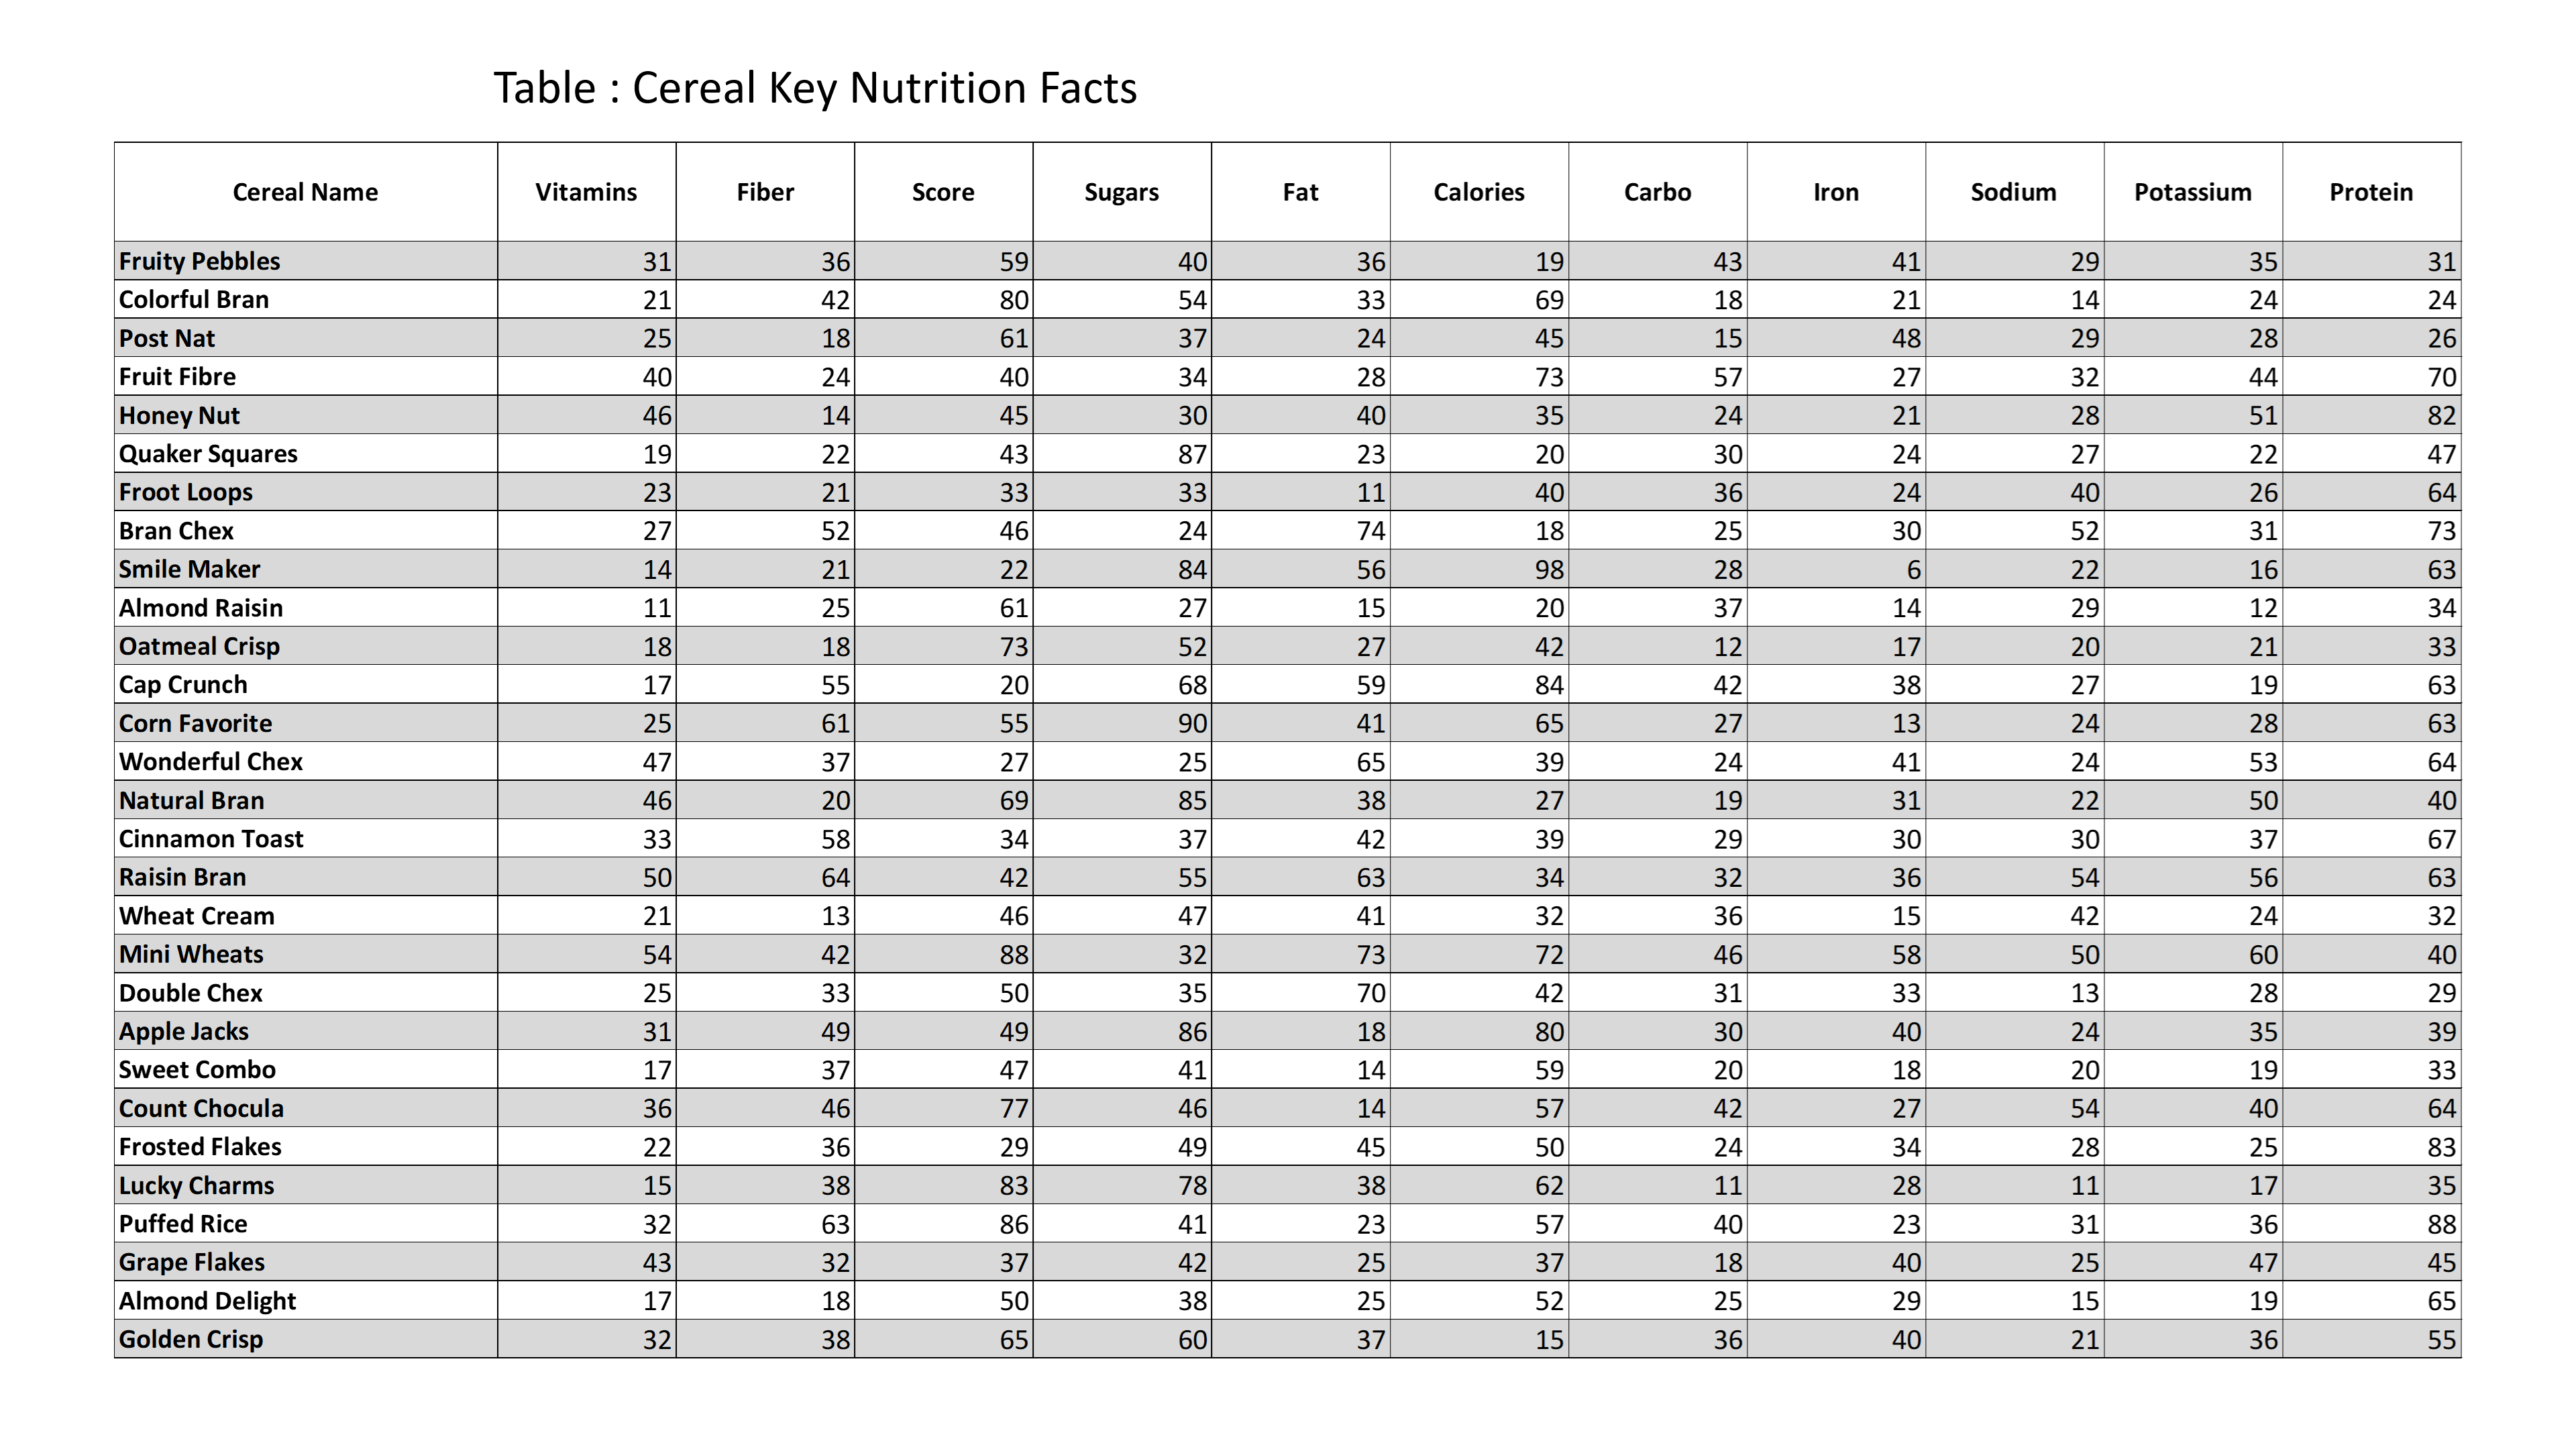 Table : Cereal Key Nutrition Facts
Cereal Name Vitamins Fiber Score Sugars Fat Calories Carbo Iron Sodium Potassium Protein
Fruity Pebbles 31 36 59 40 36 19 43 41 29 35 31
Colorful Bran 21 42 80 54 33 69 18 21 14 24 24
Post Nat 25 18 61 37 24 45 15 48 29 28 26
Fruit Fibre 40 24 40 34 28 73 57 27 32 44 70
Honey Nut 46 14 45 30 40 35 24 21 28 51 82
Quaker Squares 19 22 43 87 23 20 30 24 27 22 47
Froot Loops 23 21 33 33 11 40 36 24 40 26 64
Bran Chex 27 52 46 24 74 18 25 30 52 31 73
Smile Maker 14 21 22 84 56 98 28 6 22 16 63
Almond Raisin 11 25 61 27 15 20 37 14 29 12 34
Oatmeal Crisp 18 18 73 52 27 42 12 17 20 21 33
Cap Crunch 17 55 20 68 59 84 42 38 27 19 63
Corn Favorite 25 61 55 90 41 65 27 13 24 28 63
Wonderful Chex 47 37 27 25 65 39 24 41 24 53 64
Natural Bran 46 20 69 85 38 27 19 31 22 50 40
Cinnamon Toast 33 58 34 37 42 39 29 30 30 37 67
Raisin Bran 50 64 42 55 63 34 32 36 54 56 63
Wheat Cream 21 13 46 47 41 32 36 15 42 24 32
Mini Wheats 54 42 88 32 73 72 46 58 50 60 40
Double Chex 25 33 50 35 70 42 31 33 13 28 29
Apple Jacks 31 49 49 86 18 80 30 40 24 35 39
Sweet Combo 17 37 47 41 14 59 20 18 20 19 33
Count Chocula 36 46 77 46 14 57 42 27 54 40 64
Frosted Flakes 22 36 29 49 45 50 24 34 28 25 83
Lucky Charms 15 38 83 78 38 62 11 28 11 17 35
Puffed Rice 32 63 86 41 23 57 40 23 31 36 88
Grape Flakes 43 32 37 42 25 37 18 40 25 47 45
Almond Delight 17 18 50 38 25 52 25 29 15 19 65
Golden Crisp 32 38 65 60 37 15 36 40 21 36 55